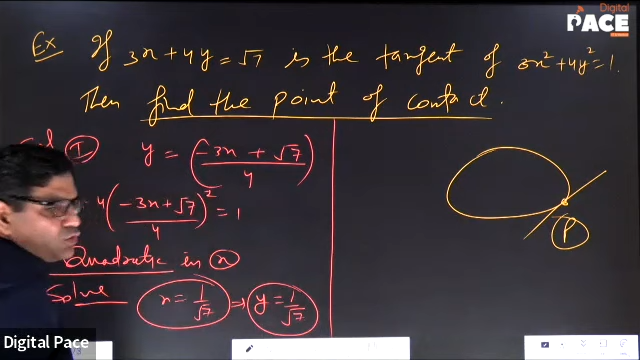 Digital
PACE
Ex If 3x + 4y = √7 is the tangent of 3x² + 4y² = 1.
Then find the point of contact.
I y = (-3x + √7)/4
4((-3x + √7)/4)² = 1
Quadratic in x
Solve x = 1/√7 ⇒ y = 1/√7
P
Digital Pace